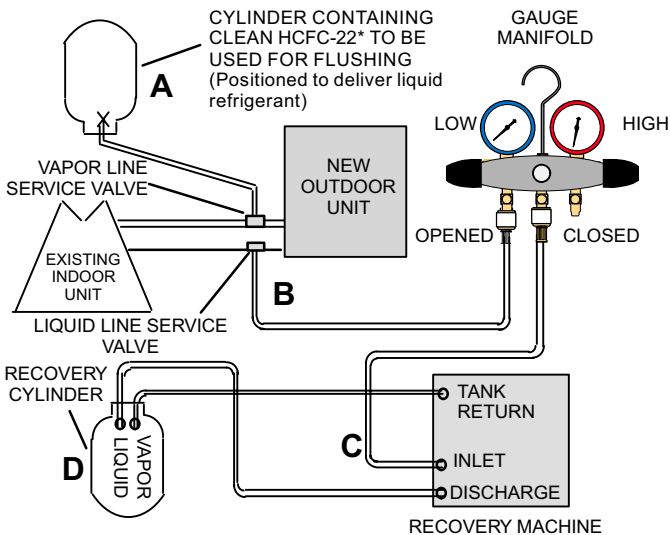 CYLINDER CONTAINING
CLEAN HCFC-22* TO BE
USED FOR FLUSHING
(Positioned to deliver liquid
refrigerant)
A
GAUGE
MANIFOLD
LOW
HIGH
VAPOR LINE
SERVICE VALVE
NEW
OUTDOOR
UNIT
OPENED
CLOSED
EXISTING
INDOOR
UNIT
B
LIQUID LINE SERVICE
VALVE
RECOVERY
CYLINDER
TANK
RETURN
C
D
LIQUID
VAPOR
INLET
DISCHARGE
RECOVERY MACHINE